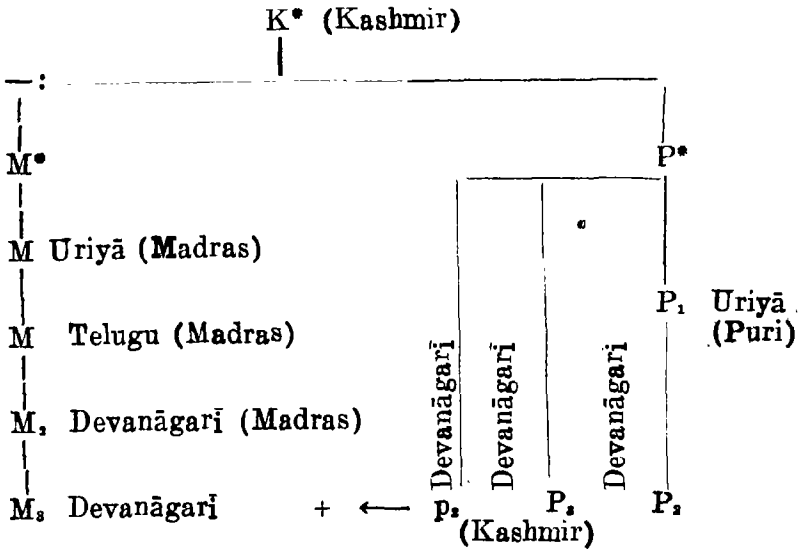 K* (Kashmir)
M*
P*
M Uriyā (Madras)
P₁ Uriyā
(Puri)
M Telugu (Madras)
Devanāgarī
Devanāgarī
Devanāgarī
M₂ Devanāgarī (Madras)
M₃ Devanāgarī + ← p₂ P₃ P₂
(Kashmir)